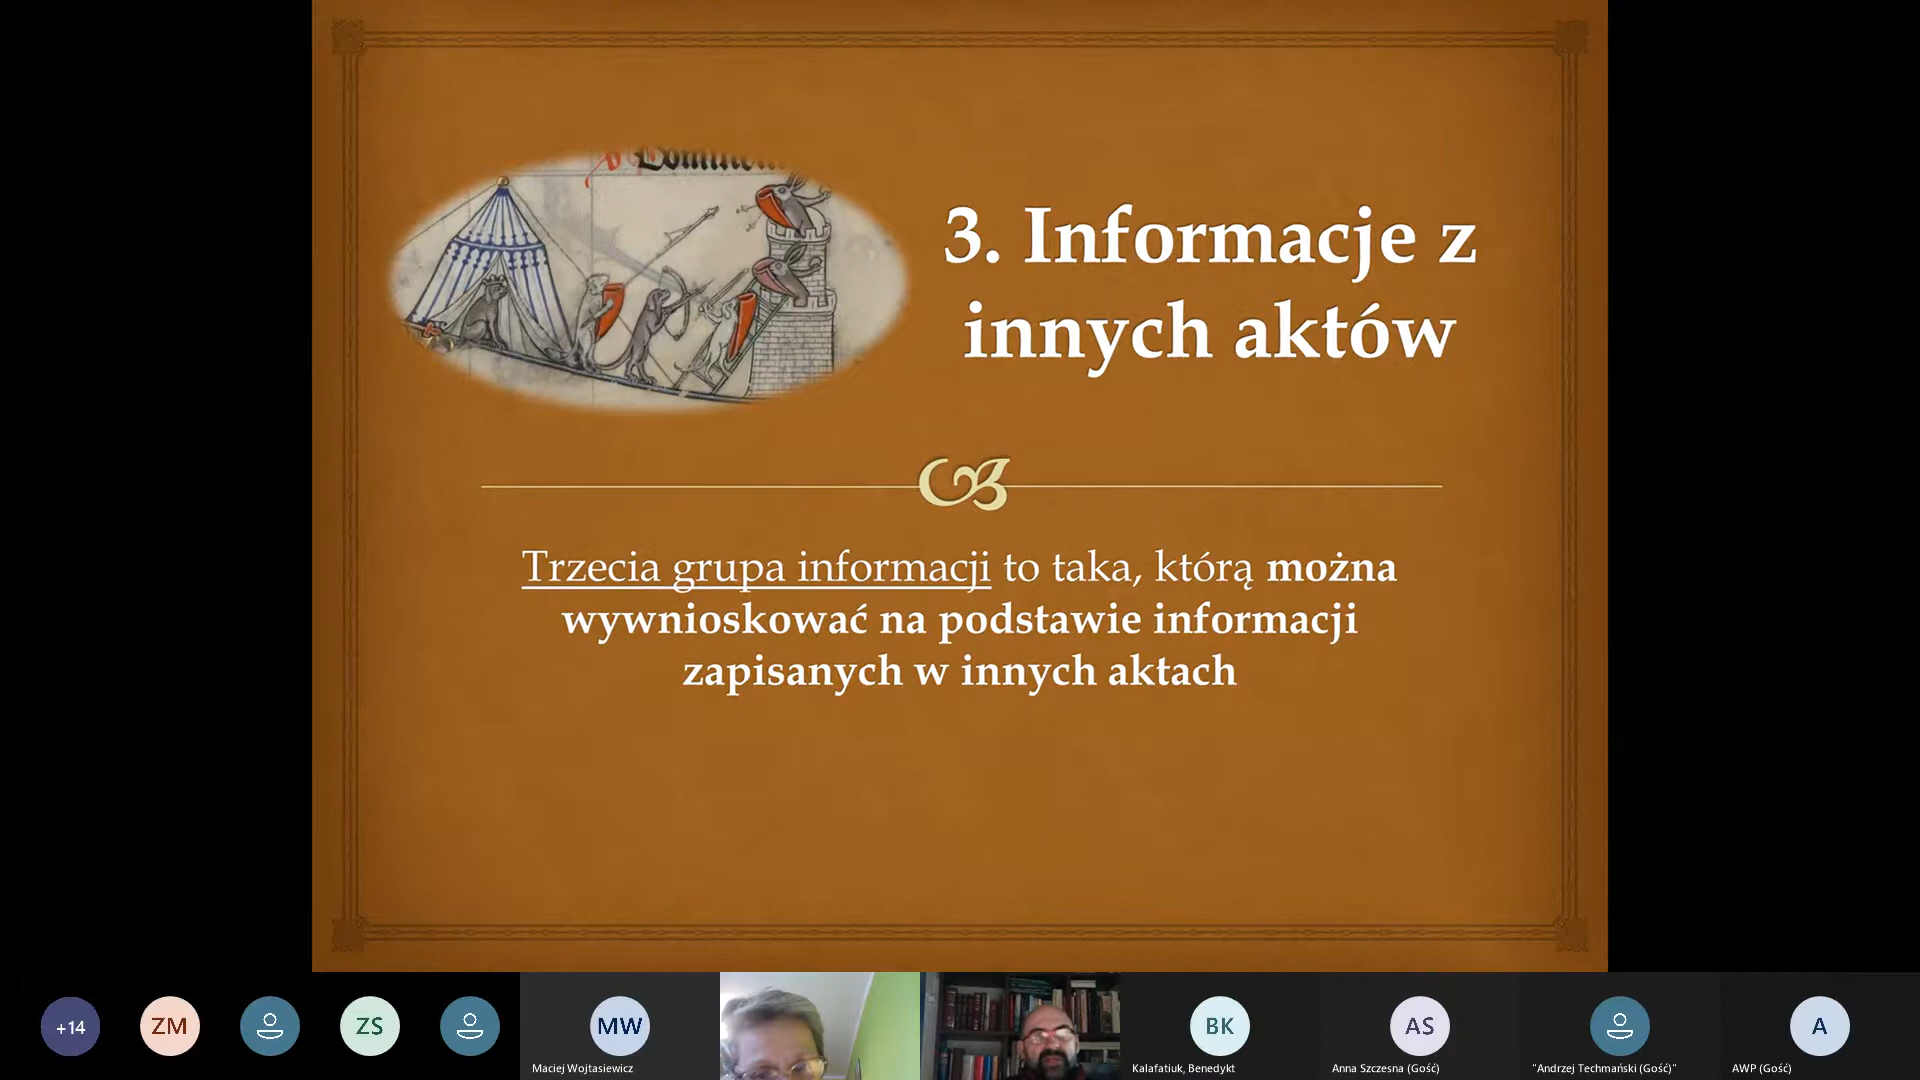 3. Informacje z
innych aktów
Trzecia grupa informacji to taka, którą można
wywnioskować na podstawie informacji
zapisanych w innych aktach
+14
ZM
ZS
MW
Maciej Wojtasiewicz
BK
Kalafatiuk, Benedykt
AS
Anna Szczesna (Gość)
"Andrzej Techmański (Gość)"
A
AWP (Gość)